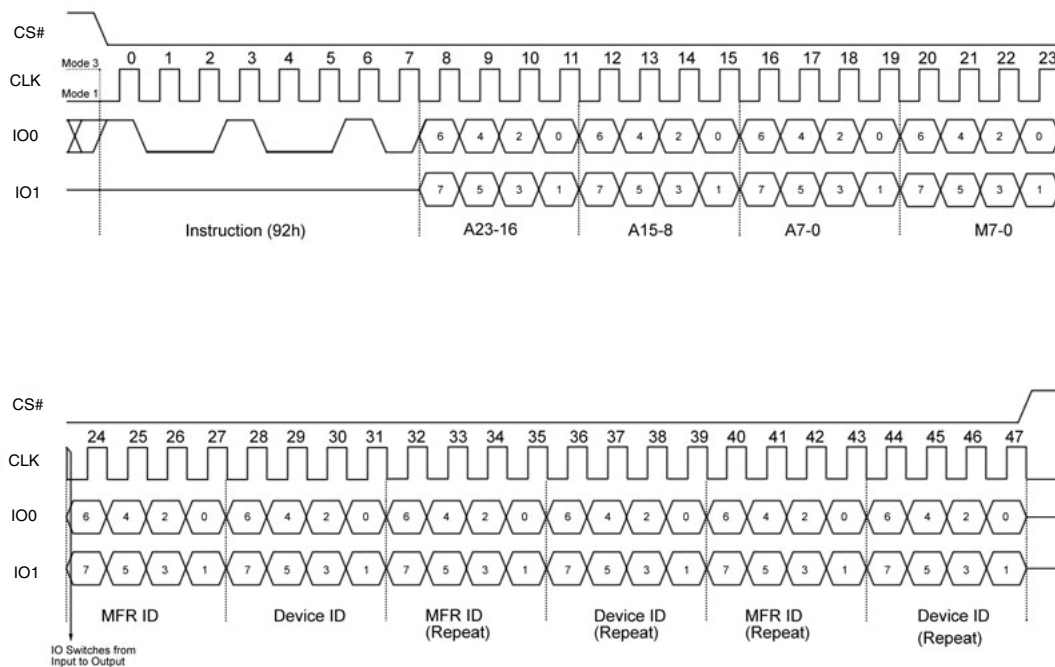 CS#
0 1 2 3 4 5 6 7 8 9 10 11 12 13 14 15 16 17 18 19 20 21 22 23
Mode 3
CLK
Mode 1
IO0 6 4 2 0 6 4 2 0 6 4 2 0 6 4 2 0
IO1 7 5 3 1 7 5 3 1 7 5 3 1 7 5 3 1
Instruction (92h) A23-16 A15-8 A7-0 M7-0
CS#
24 25 26 27 28 29 30 31 32 33 34 35 36 37 38 39 40 41 42 43 44 45 46 47
CLK
IO0 6 4 2 0 6 4 2 0 6 4 2 0 6 4 2 0 6 4 2 0 6 4 2 0
IO1 7 5 3 1 7 5 3 1 7 5 3 1 7 5 3 1 7 5 3 1 7 5 3 1
MFR ID Device ID MFR ID Device ID MFR ID Device ID
(Repeat) (Repeat) (Repeat) (Repeat)
IO Switches from
Input to Output